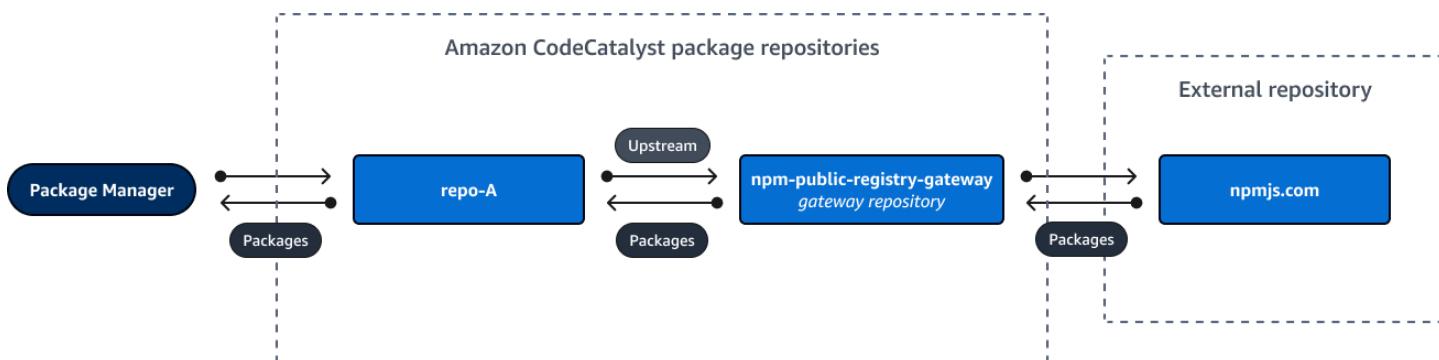 Amazon CodeCatalyst package repositories
External repository
Upstream
Package Manager
repo-A
npm-public-registry-gateway
gateway repository
npmjs.com
Packages
Packages
Packages